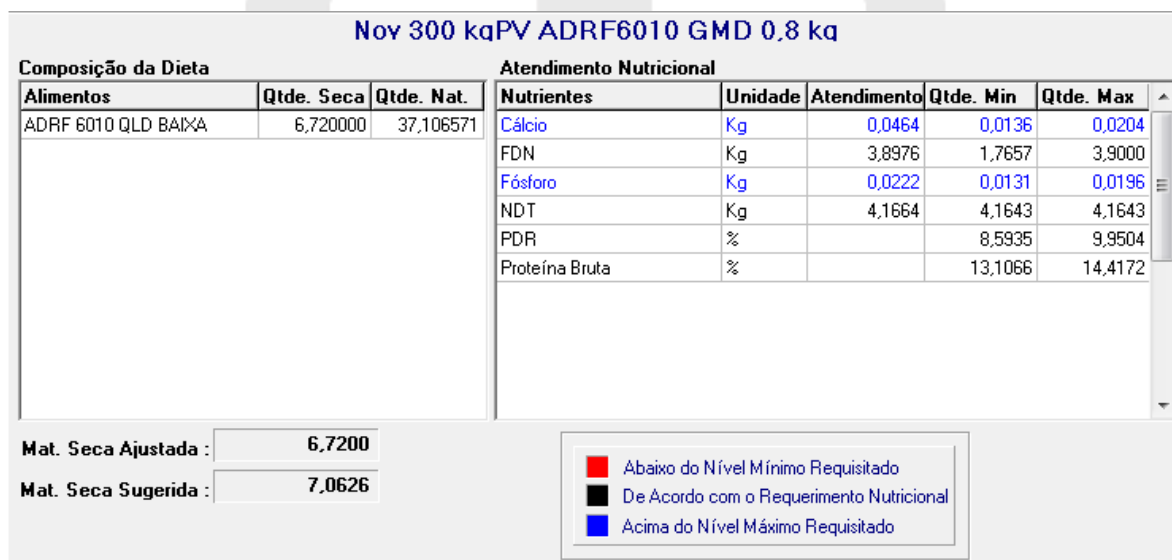 Nov 300 kgPV ADRF6010 GMD 0,8 kg
Composição da Dieta
Alimentos Qtde. Seca Qtde. Nat.
ADRF 6010 QLD BAIXA 6,720000 37,106571
Atendimento Nutricional
Nutrientes Unidade Atendimento Qtde. Min Qtde. Max
Cálcio Kg 0,0464 0,0136 0,0204
FDN Kg 3,8976 1,7657 3,9000
Fósforo Kg 0,0222 0,0131 0,0196
NDT Kg 4,1664 4,1643 4,1643
PDR % 8,5935 9,9504
Proteína Bruta % 13,1066 14,4172
Mat. Seca Ajustada : 6,7200
Mat. Seca Sugerida : 7,0626
Abaixo do Nível Mínimo Requisitado
De Acordo com o Requerimento Nutricional
Acima do Nível Máximo Requisitado